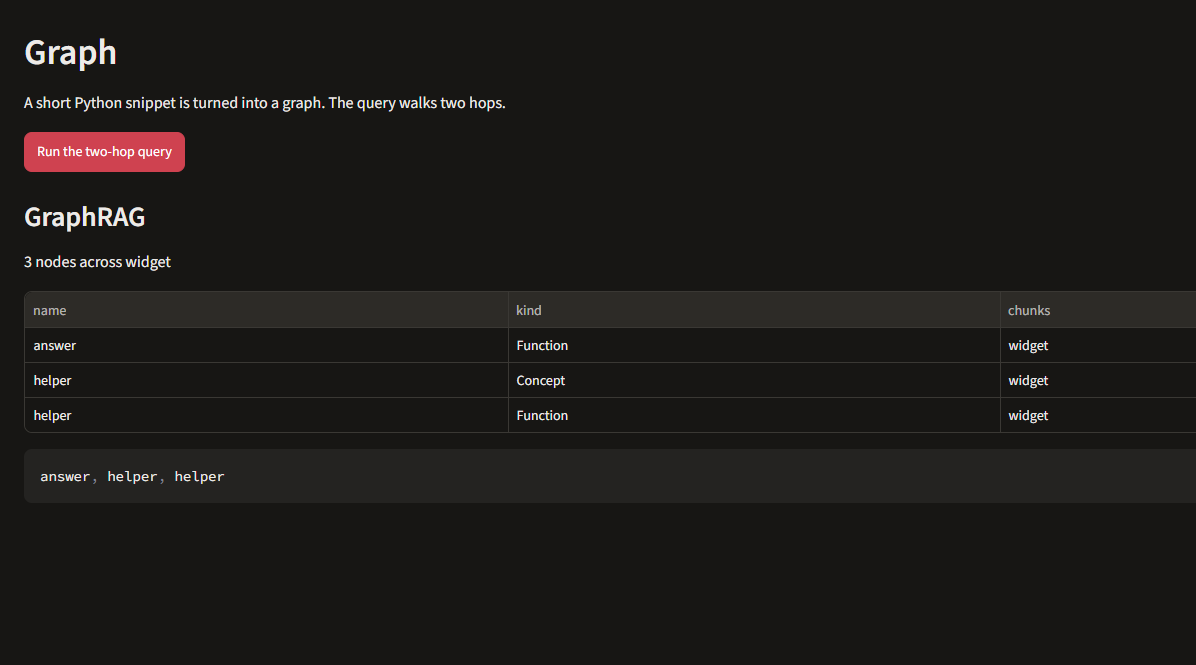 Graph
A short Python snippet is turned into a graph. The query walks two hops.
Run the two-hop query
GraphRAG
3 nodes across widget
name kind chunks
answer Function widget
helper Concept widget
helper Function widget
answer, helper, helper